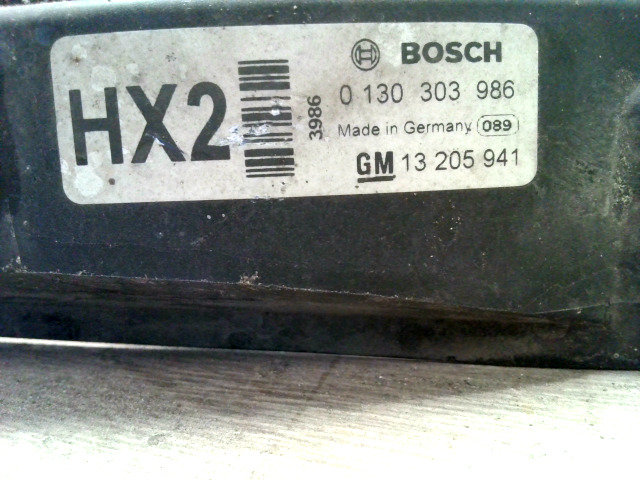 HX2
3986
BOSCH
0 130 303 986
Made in Germany 089
GM 13 205 941